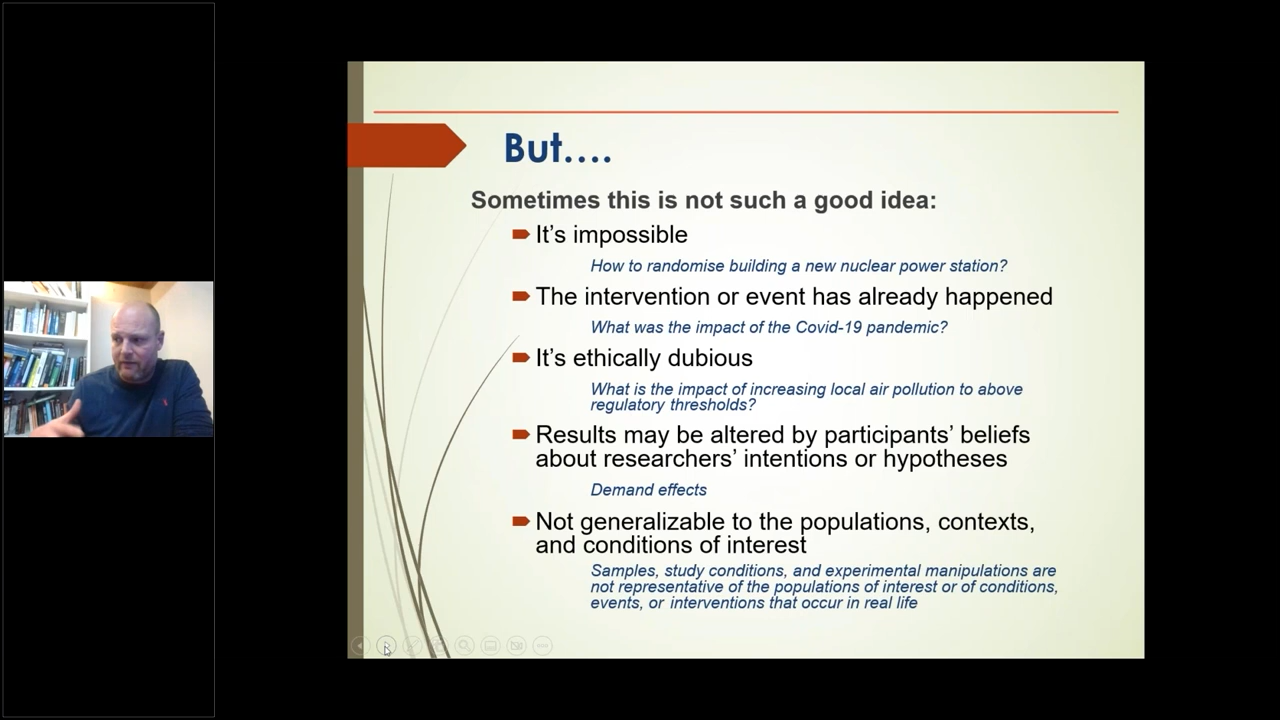 But....
Sometimes this is not such a good idea:
It's impossible
How to randomise building a new nuclear power station?
The intervention or event has already happened
What was the impact of the Covid-19 pandemic?
It's ethically dubious
What is the impact of increasing local air pollution to above
regulatory thresholds?
Results may be altered by participants' beliefs
about researchers' intentions or hypotheses
Demand effects
Not generalizable to the populations, contexts,
and conditions of interest
Samples, study conditions, and experimental manipulations are
not representative of the populations of interest or of conditions,
events, or interventions that occur in real life